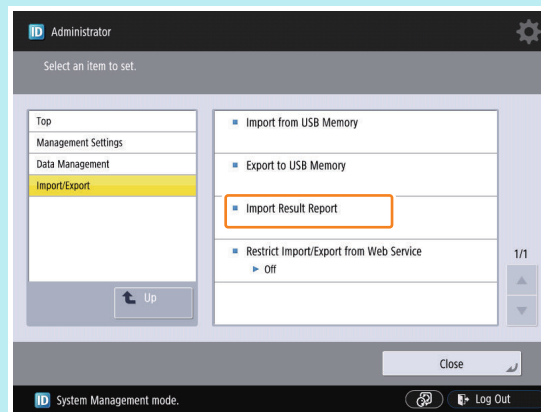 ID Administrator
Select an item to set.
Top
Management Settings
Data Management
Import/Export
Up
Import from USB Memory
Export to USB Memory
Import Result Report
Restrict Import/Export from Web Service
Off
1/1
Close
ID System Management mode.
Log Out